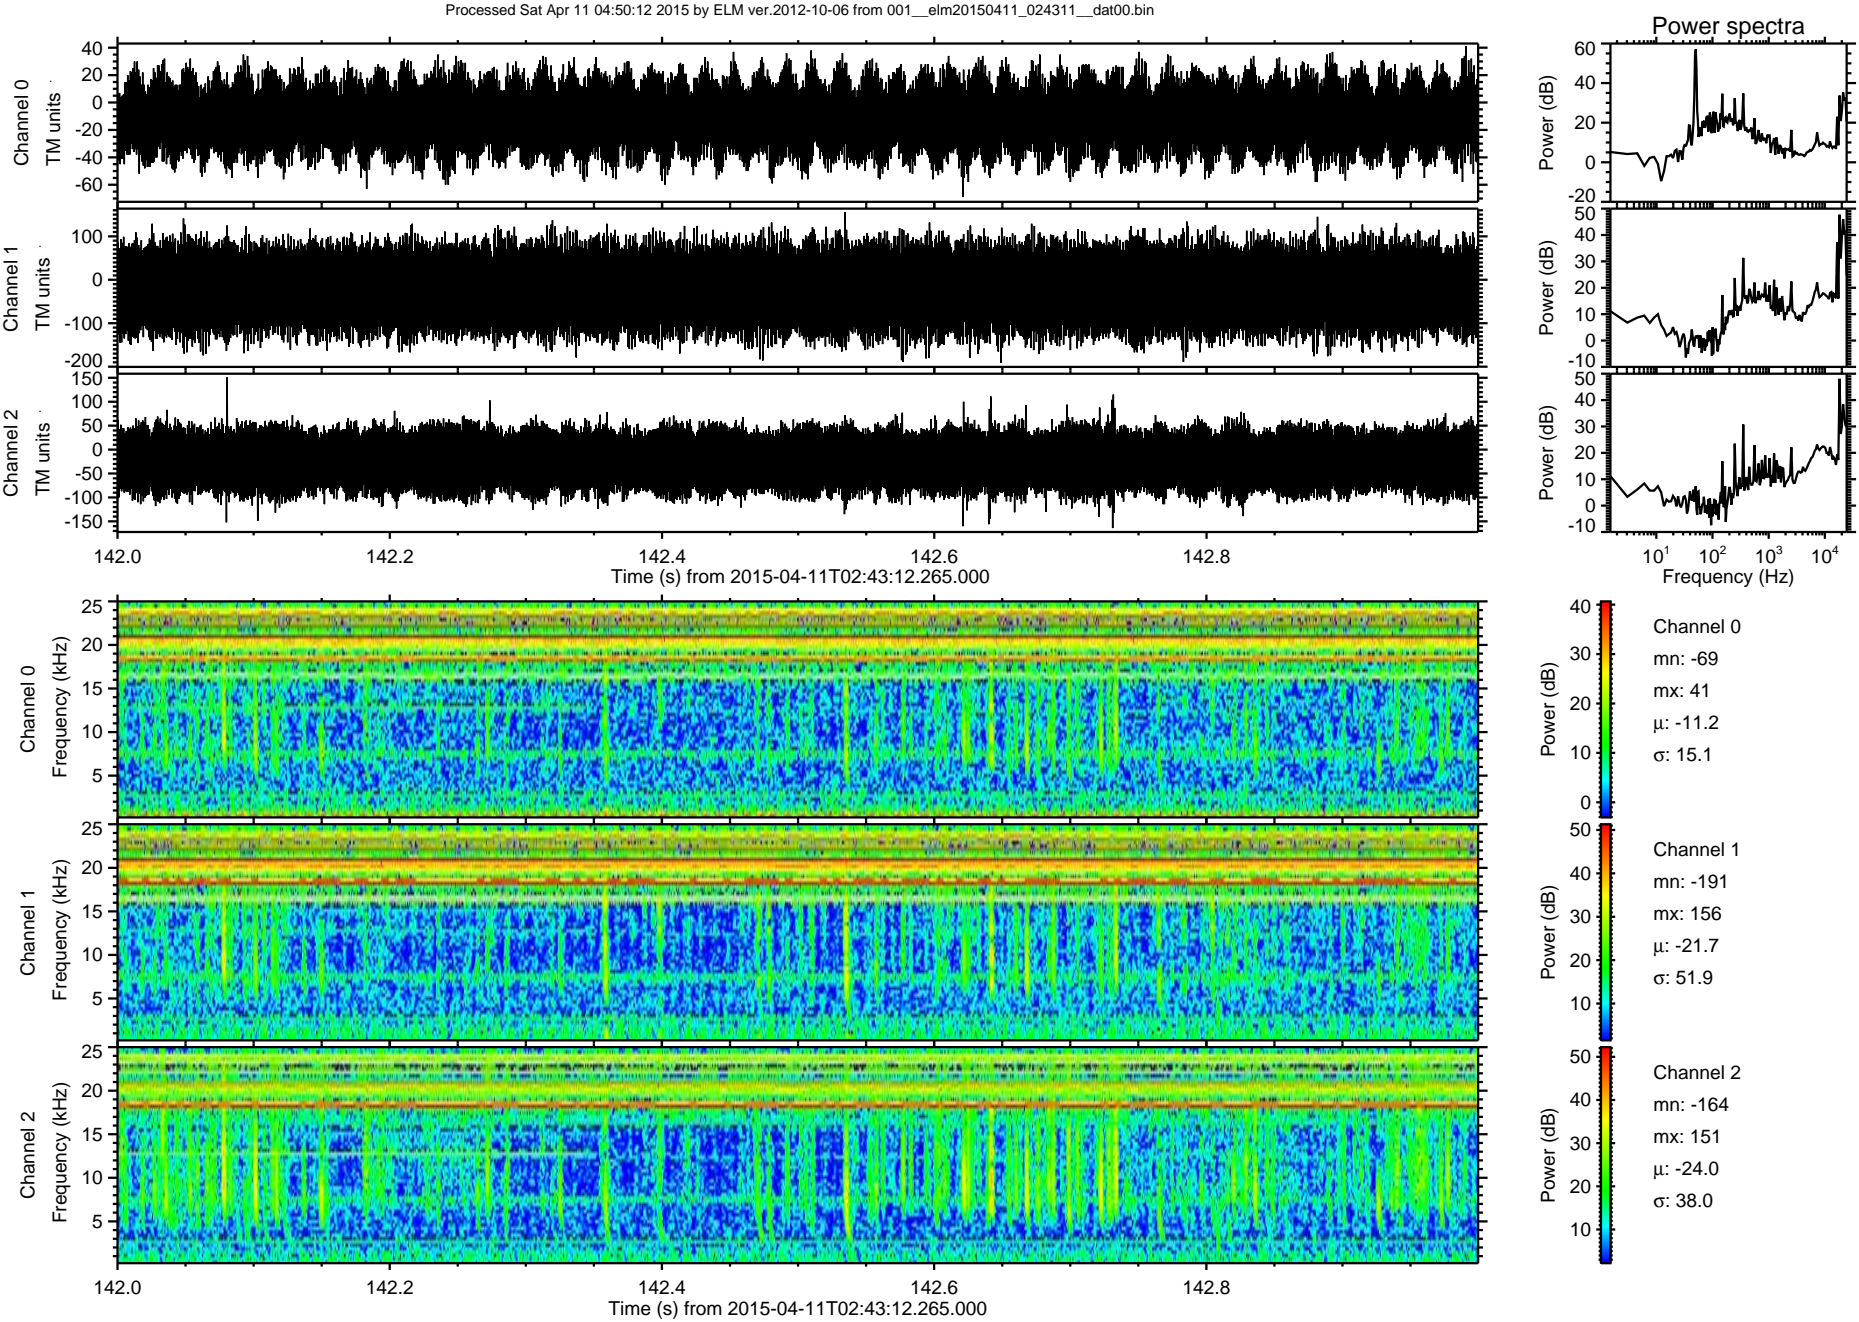 Processed Sat Apr 11 04:50:12 2015 by ELM ver.2012-10-06 from 001__elm20150411_024311__dat00.bin
Power spectra
Channel 0
TM units
40
20
0
-20
-40
-60
Power (dB)
60
40
20
0
-20
Channel 1
TM units
100
0
-100
-200
Power (dB)
50
40
30
20
10
0
-10
Channel 2
TM units
150
100
50
0
-50
-100
-150
Power (dB)
50
40
30
20
10
0
-10
142.0 142.2 142.4 142.6 142.8
Time (s) from 2015-04-11T02:43:12.265.000
10^1 10^2 10^3 10^4
Frequency (Hz)
Channel 0
Frequency (kHz)
25
20
15
10
5
Power (dB)
40
30
20
10
0
Channel 0
mn: -69
mx: 41
μ: -11.2
σ: 15.1
Channel 1
Frequency (kHz)
25
20
15
10
5
Power (dB)
50
40
30
20
10
Channel 1
mn: -191
mx: 156
μ: -21.7
σ: 51.9
Channel 2
Frequency (kHz)
25
20
15
10
5
Power (dB)
50
40
30
20
10
Channel 2
mn: -164
mx: 151
μ: -24.0
σ: 38.0
142.0 142.2 142.4 142.6 142.8
Time (s) from 2015-04-11T02:43:12.265.000